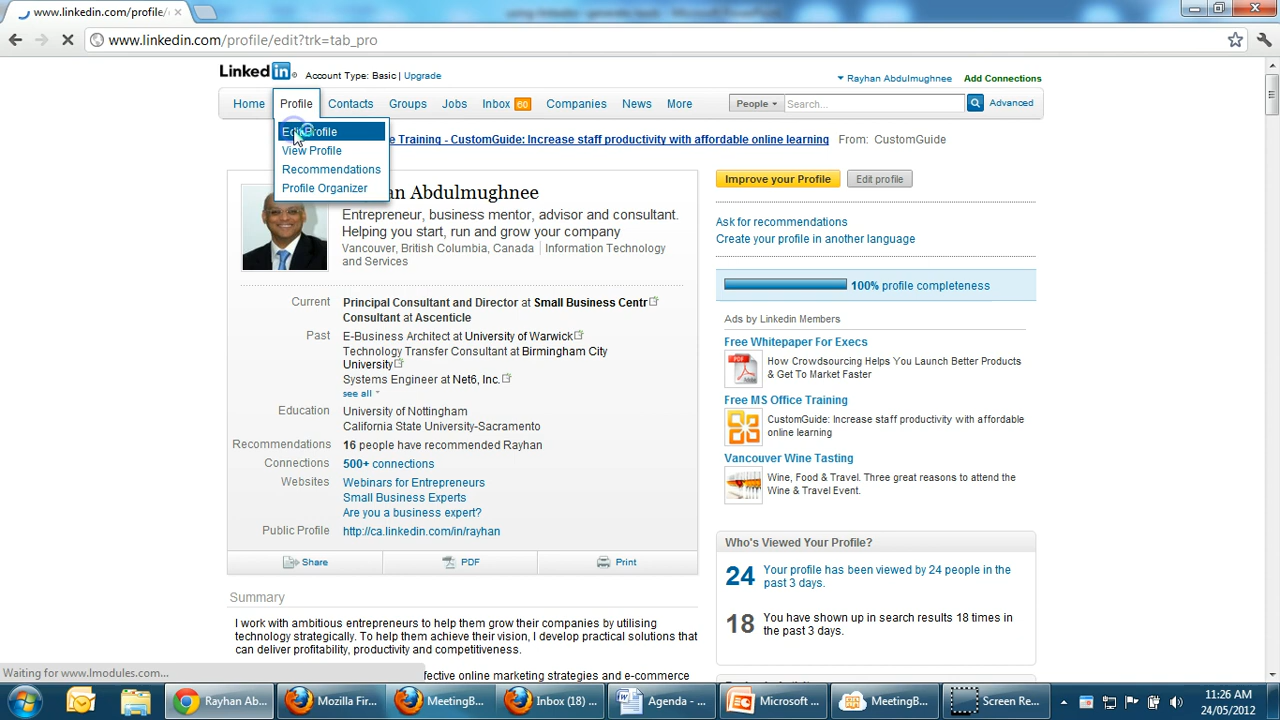 www.linkedin.com/profile/e
www.linkedin.com/profile/edit?trk=tab_pro
Linked in Account Type: Basic | Upgrade
Rayhan Abdulmughnee Add Connections
Home Profile Contacts Groups Jobs Inbox 60 Companies News More People Search... Advanced
Edit Profile
View Profile
Recommendations
Profile Organizer
Training - CustomGuide: Increase staff productivity with affordable online learning From: CustomGuide
Abdulmughnee
Entrepreneur, business mentor, advisor and consultant.
Helping you start, run and grow your company
Vancouver, British Columbia, Canada | Information Technology
and Services
Current Principal Consultant and Director at Small Business Centr
Consultant at Ascenticle
Past E-Business Architect at University of Warwick
Technology Transfer Consultant at Birmingham City
University
Systems Engineer at Net6, Inc.
see all
Education University of Nottingham
California State University-Sacramento
Recommendations 16 people have recommended Rayhan
Connections 500+ connections
Websites Webinars for Entrepreneurs
Small Business Experts
Are you a business expert?
Public Profile http://ca.linkedin.com/in/rayhan
Share PDF Print
Summary
I work with ambitious entrepreneurs to help them grow their companies by utilising
technology strategically. To help them achieve their vision, I develop practical solutions that
can deliver profitability, productivity and competitiveness.
effective online marketing strategies and e-commerce
Improve your Profile Edit profile
Ask for recommendations
Create your profile in another language
100% profile completeness
Ads by Linkedin Members
Free Whitepaper For Execs
PDF
How Crowdsourcing Helps You Launch Better Products
& Get To Market Faster
Free MS Office Training
CustomGuide: Increase staff productivity with affordable
online learning
Vancouver Wine Tasting
Wine, Food & Travel. Three great reasons to attend the
Wine & Travel Event.
Who's Viewed Your Profile?
24 Your profile has been viewed by 24 people in the
past 3 days.
18 You have shown up in search results 18 times in
the past 3 days.
Waiting for www.lmodules.com...
Rayhan Ab... Mozilla Firef... MeetingB... Inbox (18) ... Agenda - ... Microsoft ... MeetingB... Screen Re...
11:26 AM
24/05/2012